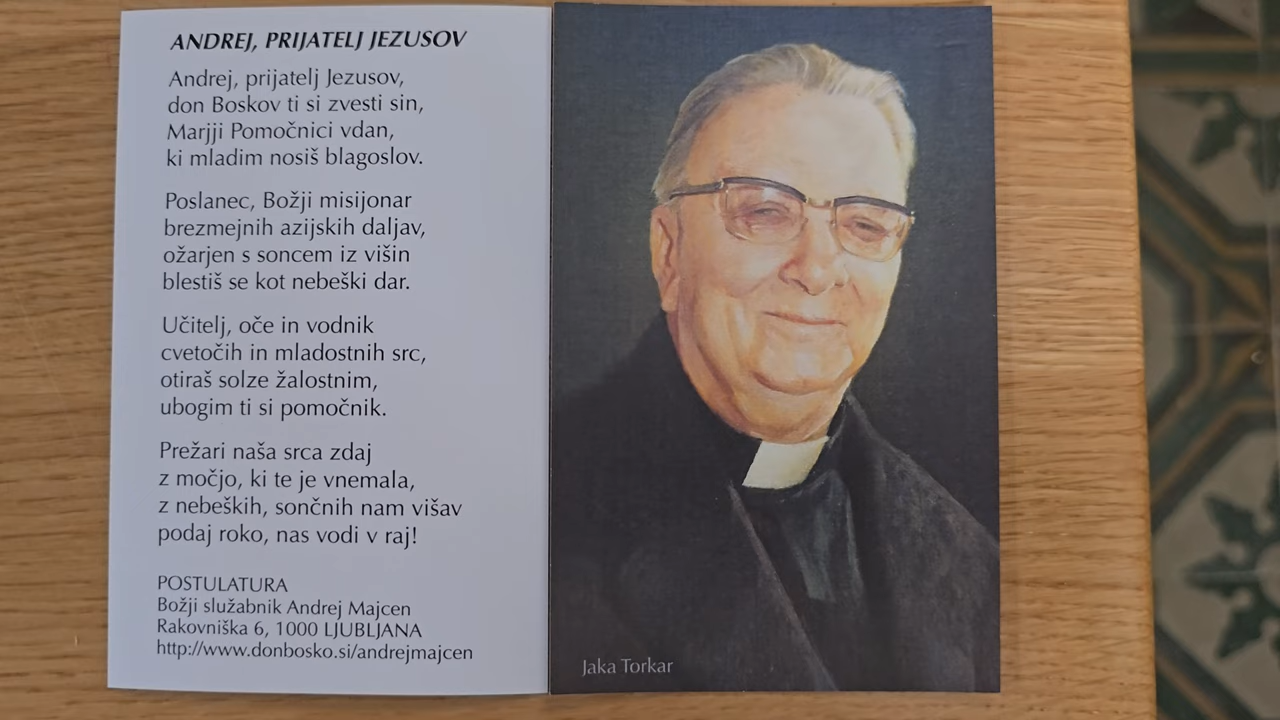 ANDREJ, PRIJATELJ JEZUSOV
Andrej, prijatelj Jezusov,
don Boskov ti si zvesti sin,
Marjji Pomočnici vdan,
ki mladim nosiš blagoslov.
Poslanec, Božji misijonar
brezmejnih azijskih daljav,
ožarjen s soncem iz višin
blestiš se kot nebeški dar.
Učitelj, oče in vodnik
cvetočih in mladostnih src,
otiraš solze žalostnim,
ubogim ti si pomočnik.
Prežari naša srca zdaj
z močjo, ki te je vnemala,
z nebeških, sončnih nam višav
podaj roko, nas vodi v raj!
POSTULATURA
Božji služabnik Andrej Majcen
Rakovniška 6, 1000 LJUBLJANA
http://www.donbosko.si/andrejmajcen
Jaka Torkar